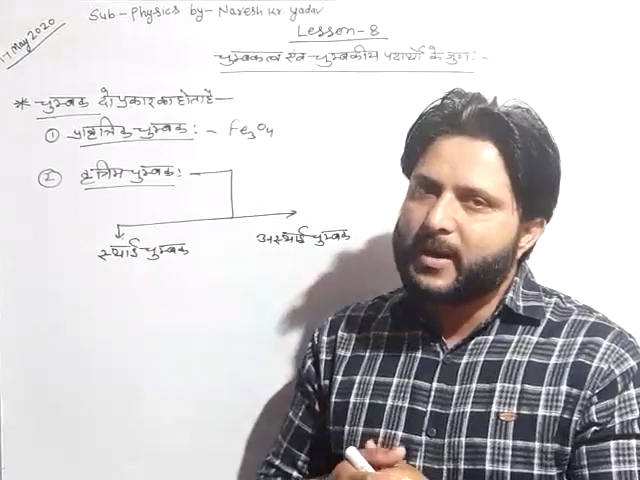 17 May 2020
Sub-Physics by- Naresh kr yadav
Lesson-8
चुम्बकत्व एंव चुम्बकीय पदार्थों के गुण:-
* चुम्बक दो प्रकार का होता है—
① प्राकृतिक चुम्बक:- Fe3O4
② कृत्रिम चुम्बक:-
स्थाई चुम्बक
अस्थाई चुम्बक